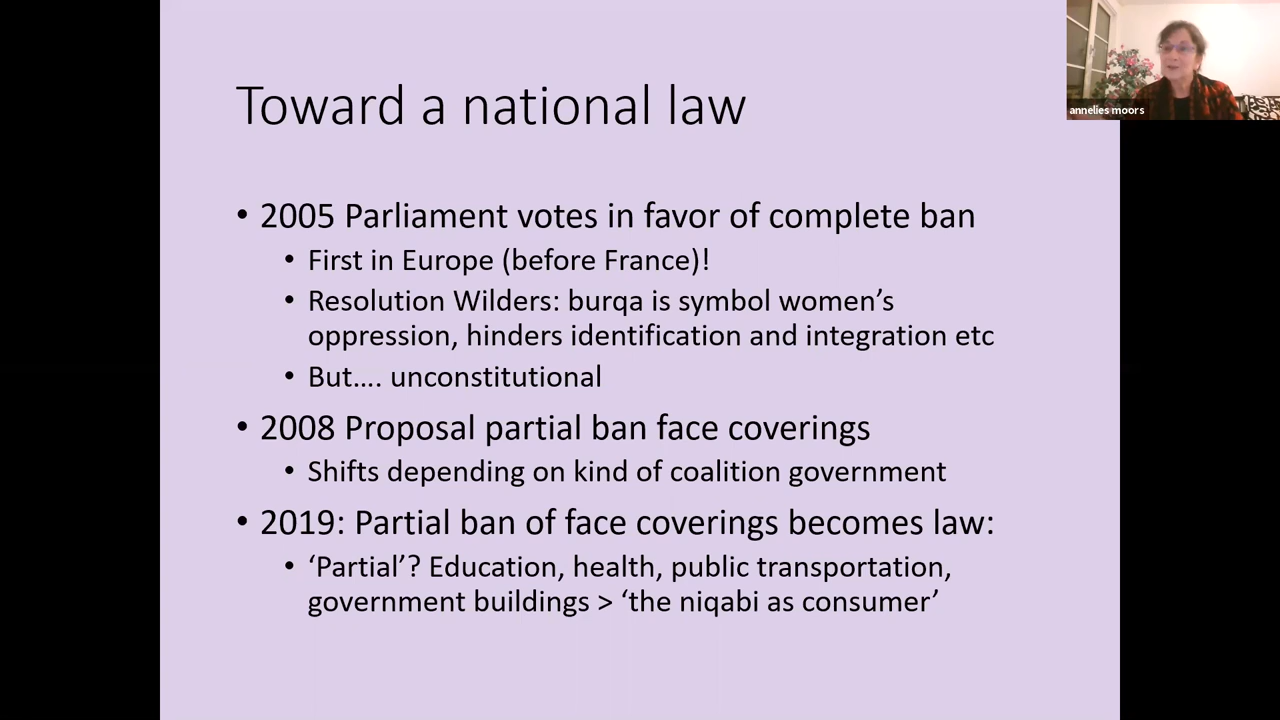 Toward a national law
annelies moors
• 2005 Parliament votes in favor of complete ban
• First in Europe (before France)!
• Resolution Wilders: burqa is symbol women’s
oppression, hinders identification and integration etc
• But…. unconstitutional
• 2008 Proposal partial ban face coverings
• Shifts depending on kind of coalition government
• 2019: Partial ban of face coverings becomes law:
• ‘Partial’? Education, health, public transportation,
government buildings > ‘the niqabi as consumer’